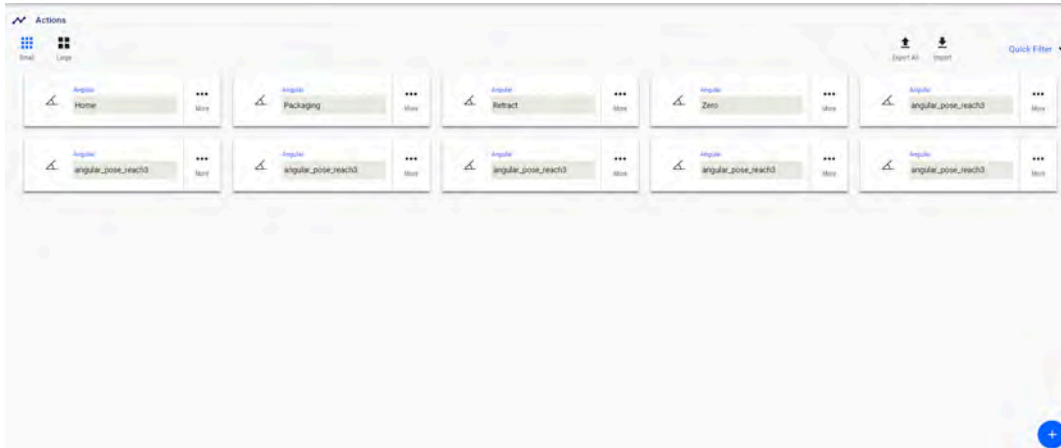 Actions
Small Large Export All Import Quick Filter
Angular Angular Angular Angular Angular
Home Packaging Retract Zero angular_pose_reach3
More More More More More
Angular Angular Angular Angular Angular
angular_pose_reach3 angular_pose_reach3 angular_pose_reach3 angular_pose_reach3 angular_pose_reach3
More More More More More